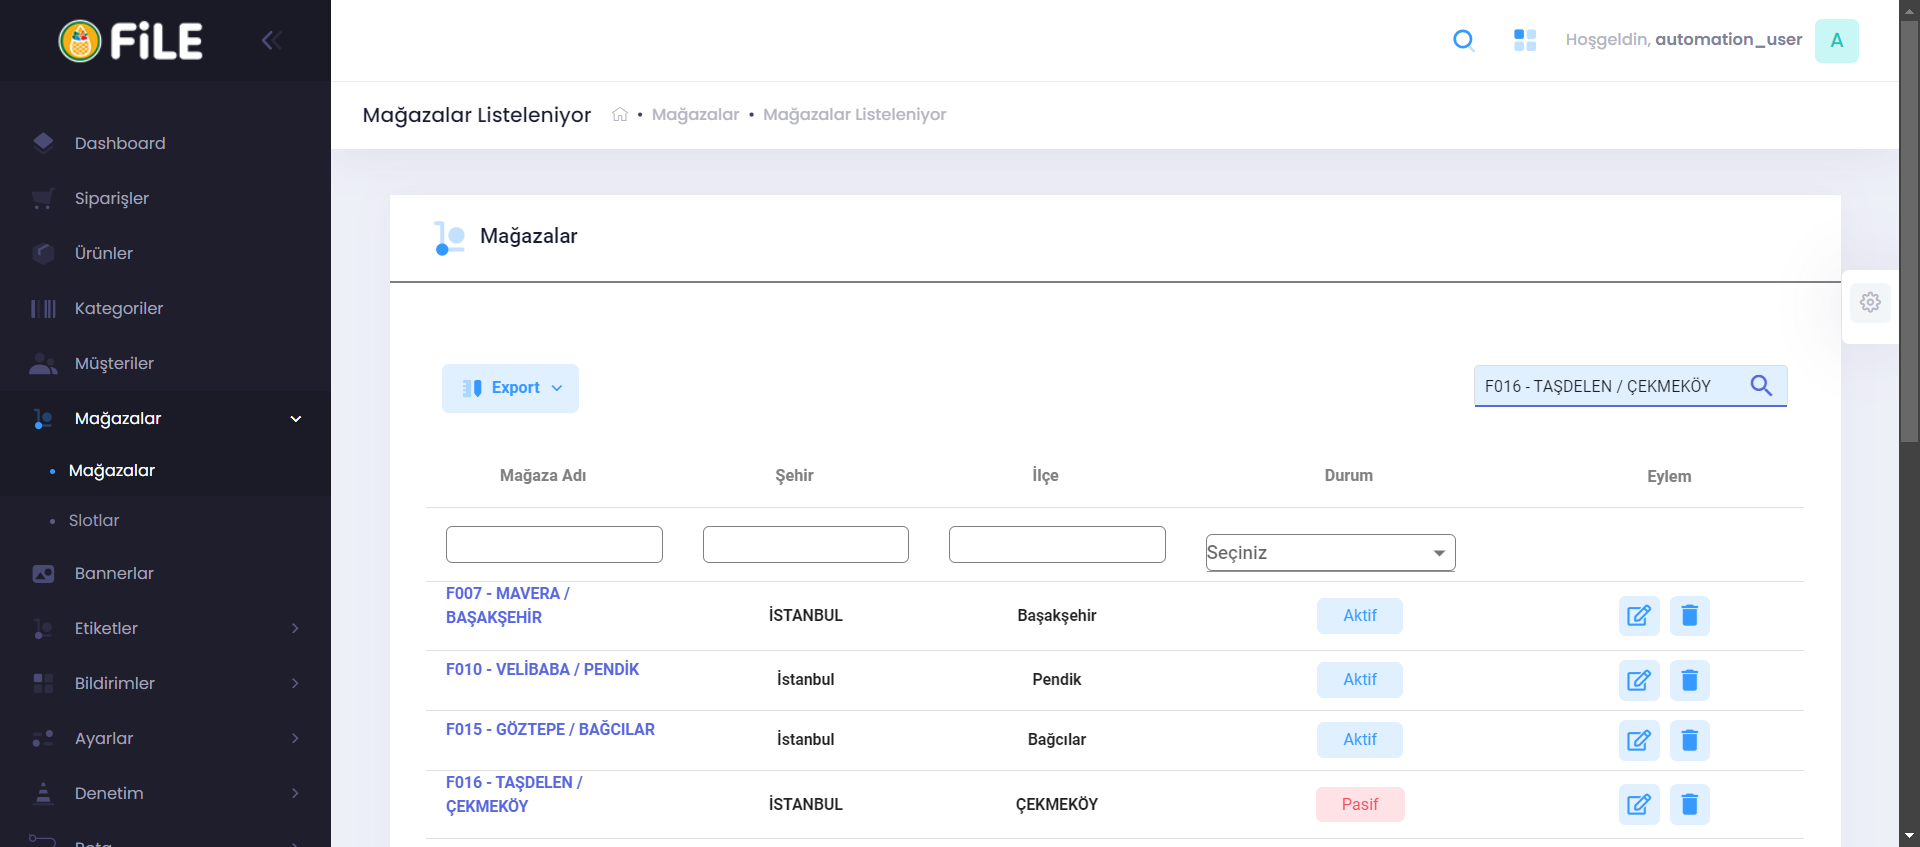 FiLE
Hoşgeldin, automation_user
A
Mağazalar Listeleniyor
• Mağazalar • Mağazalar Listeleniyor
Dashboard
Siparişler
Ürünler
Kategoriler
Müşteriler
Mağazalar
Mağazalar
Slotlar
Bannerlar
Etiketler
Bildirimler
Ayarlar
Denetim
Mağazalar
Export
F016 - TAŞDELEN / ÇEKMEKÖY
Mağaza Adı Şehir İlçe Durum Eylem
Seçiniz
F007 - MAVERA /
BAŞAKŞEHİR
İSTANBUL Başakşehir Aktif
F010 - VELİBABA / PENDİK İstanbul Pendik Aktif
F015 - GÖZTEPE / BAĞCILAR İstanbul Bağcılar Aktif
F016 - TAŞDELEN /
ÇEKMEKÖY
İSTANBUL ÇEKMEKÖY Pasif